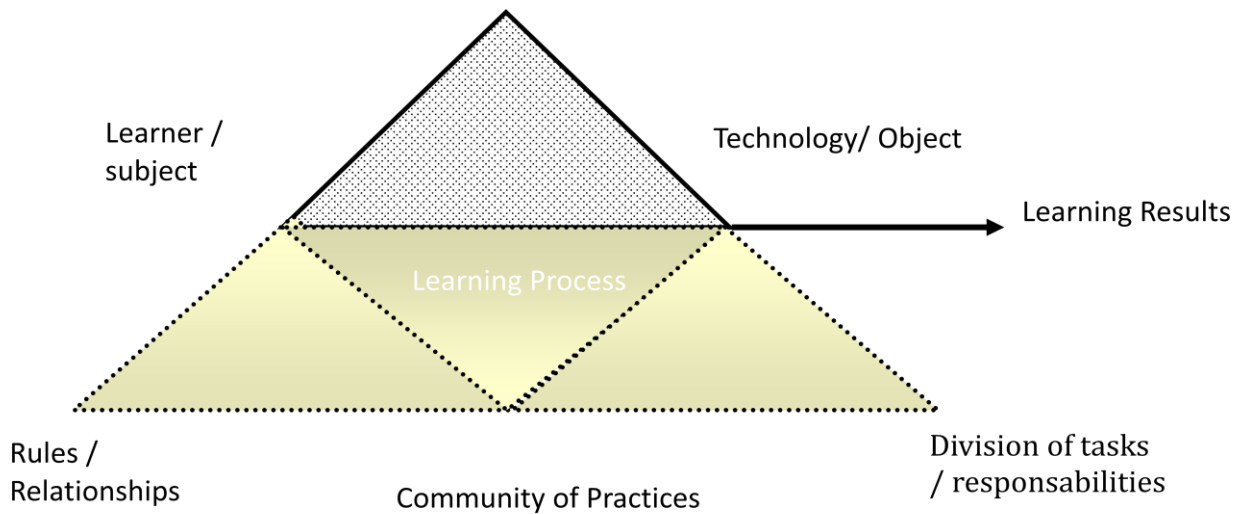 Learner /
subject
Technology/ Object
Learning Results
Learning Process
Rules /
Relationships
Community of Practices
Division of tasks
/ responsabilities